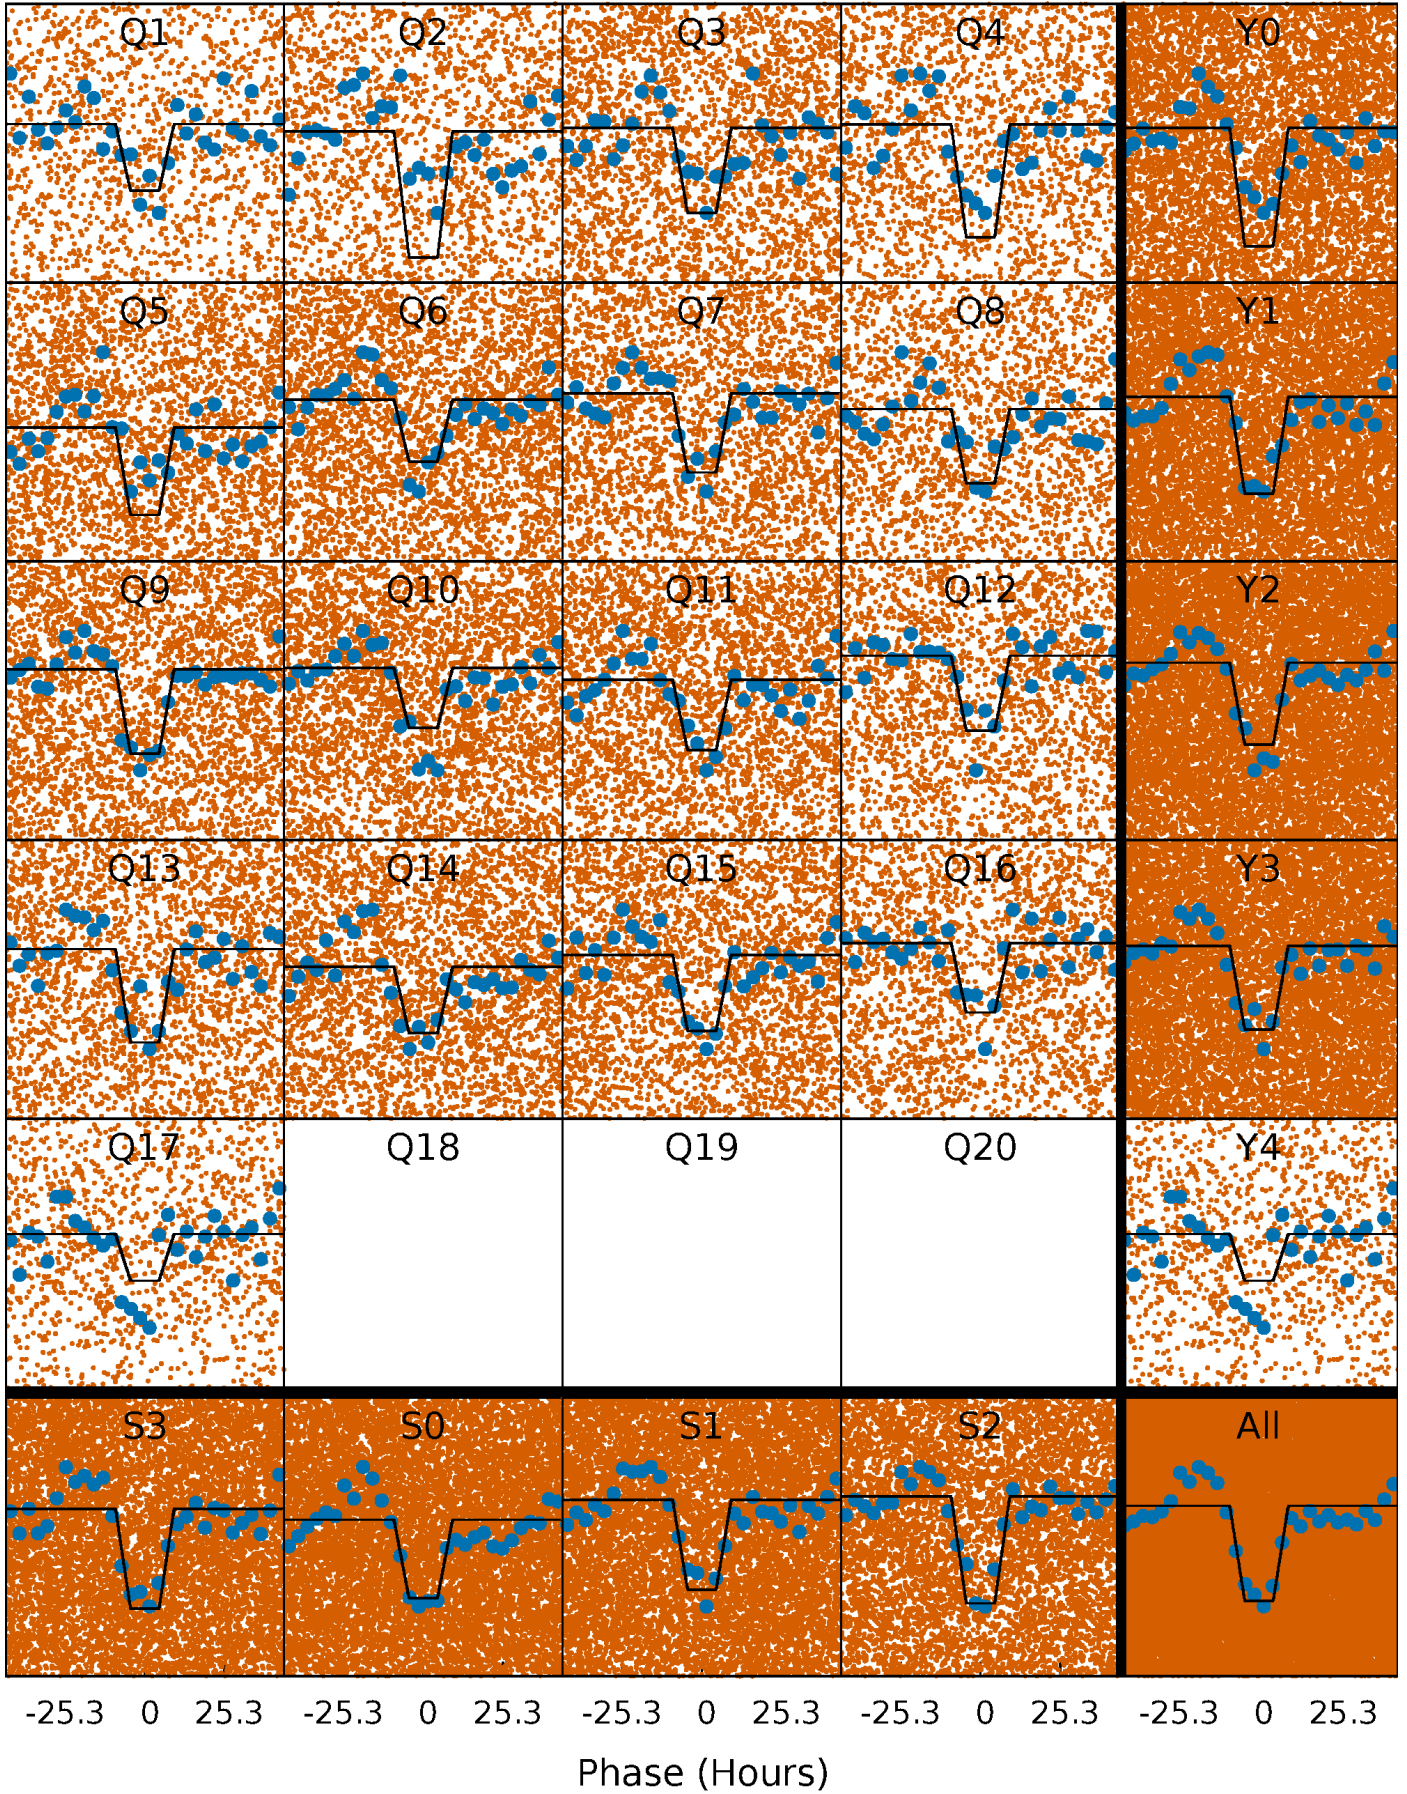 Q1 Q2 Q3 Q4 Y0
Q5 Q6 Q7 Q8 Y1
Q9 Q10 Q11 Q12 Y2
Q13 Q14 Q15 Q16 Y3
Q17 Q18 Q19 Q20 Y4
S3 S0 S1 S2 All
-25.3 0 25.3 -25.3 0 25.3 -25.3 0 25.3 -25.3 0 25.3 -25.3 0 25.3
Phase (Hours)